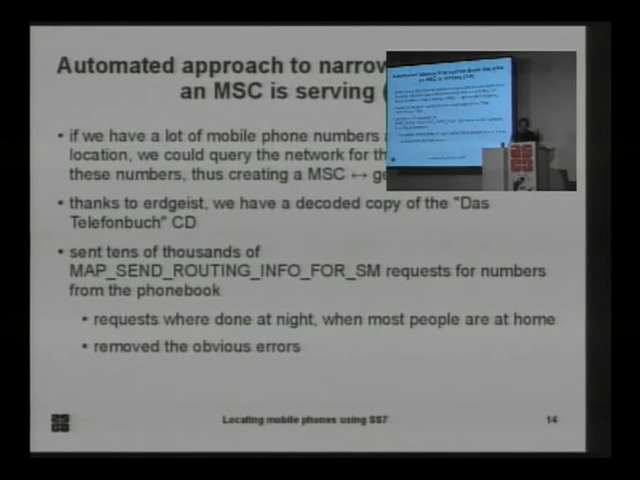 Automated approach to narrow
an MSC is serving (
• if we have a lot of mobile phone numbers a
location, we could query the network for th
these numbers, thus creating a MSC ↔ ge
• thanks to erdgeist, we have a decoded copy of the "Das
Telefonbuch" CD
• sent tens of thousands of
MAP_SEND_ROUTING_INFO_FOR_SM requests for numbers
from the phonebook
• requests where done at night, when most people are at home
• removed the obvious errors
Locating mobile phones using SS7
14